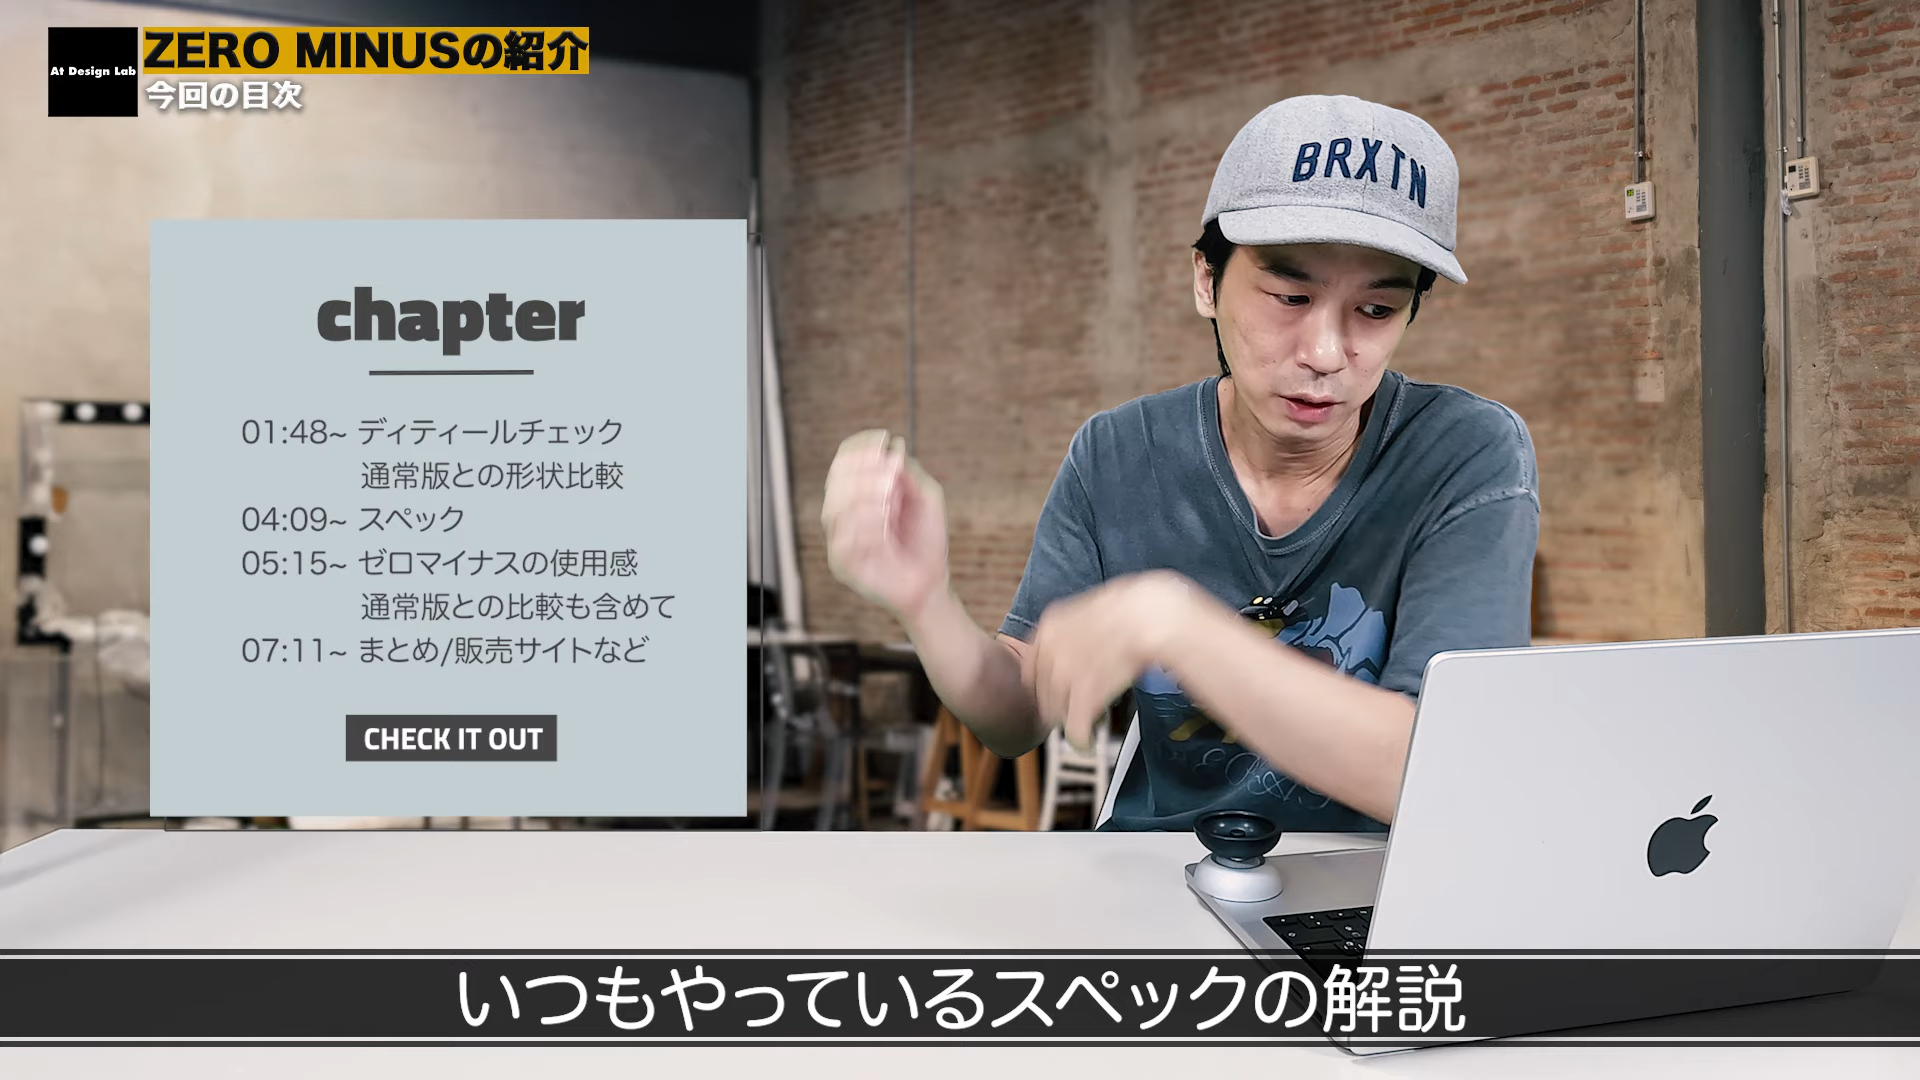 At Design Lab
ZERO MINUSの紹介
今回の目次
BRXTN
chapter
01:48~ ディティールチェック
通常版との形状比較
04:09~ スペック
05:15~ ゼロマイナスの使用感
通常版との比較も含めて
07:11~ まとめ/販売サイトなど
CHECK IT OUT
いつもやっているスペックの解説